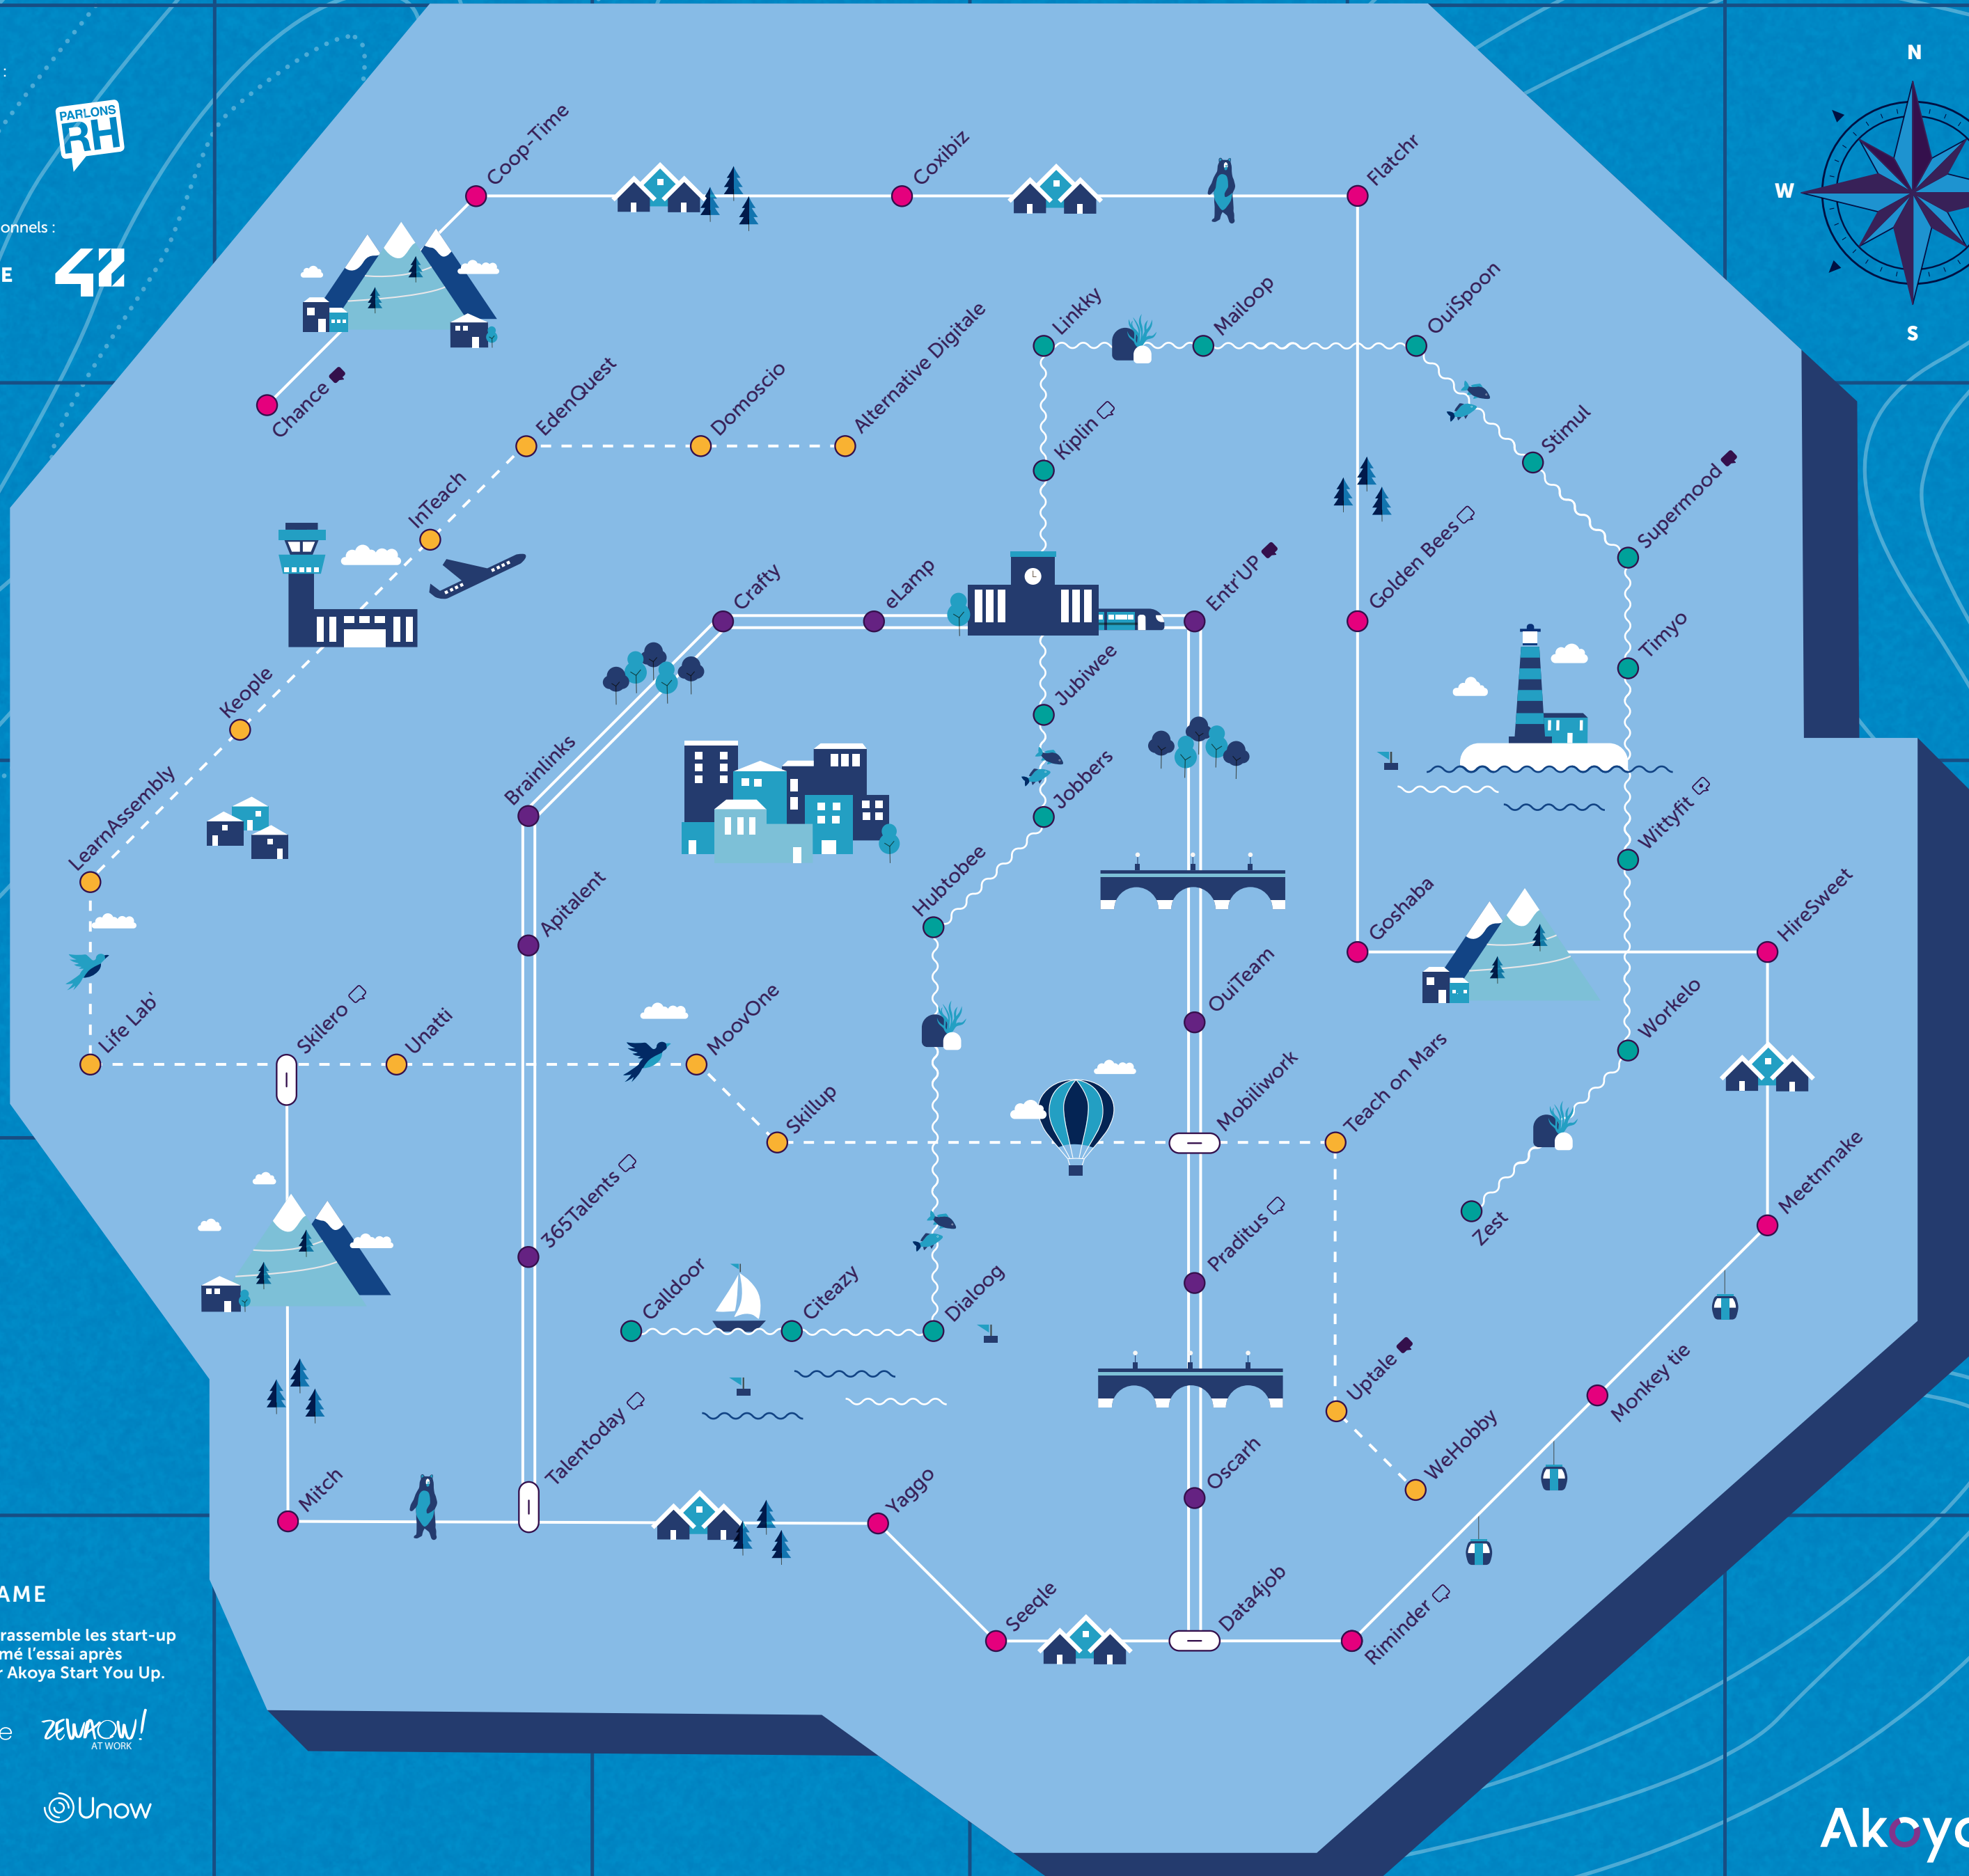 :
PARLONS
RH
onnels :
E
42
N
W
S
Coop-Time
Coxibiz
Flatchr
Chance
Linkky
Mailoop
OuiSpoon
EdenQuest
Domoscio
Alternative Digitale
Kiplin
Stimul
InTeach
Supermood
Golden Bees
Crafty
eLamp
Entr'UP
Timyo
Keople
Jubiwee
Brainlinks
Jobbers
Wittyfit
LearnAssembly
Hubtobee
Apitalent
Goshaba
HireSweet
OuiTeam
Life Lab'
Skilero
Unatti
MoovOne
Workelo
Skillup
Mobiliwork
Teach on Mars
365Talents
Praditus
Zest
Meetnmake
Calldoor
Citeazy
Dialoog
Uptale
Monkey tie
WeHobby
Talentoday
Mitch
Yaggo
Oscarh
Seeqle
Data4job
Riminder
AME
rassemble les start-up
mé l'essai après
r Akoya Start You Up.
e
ZEWAOW!
AT WORK
Unow
Akoya